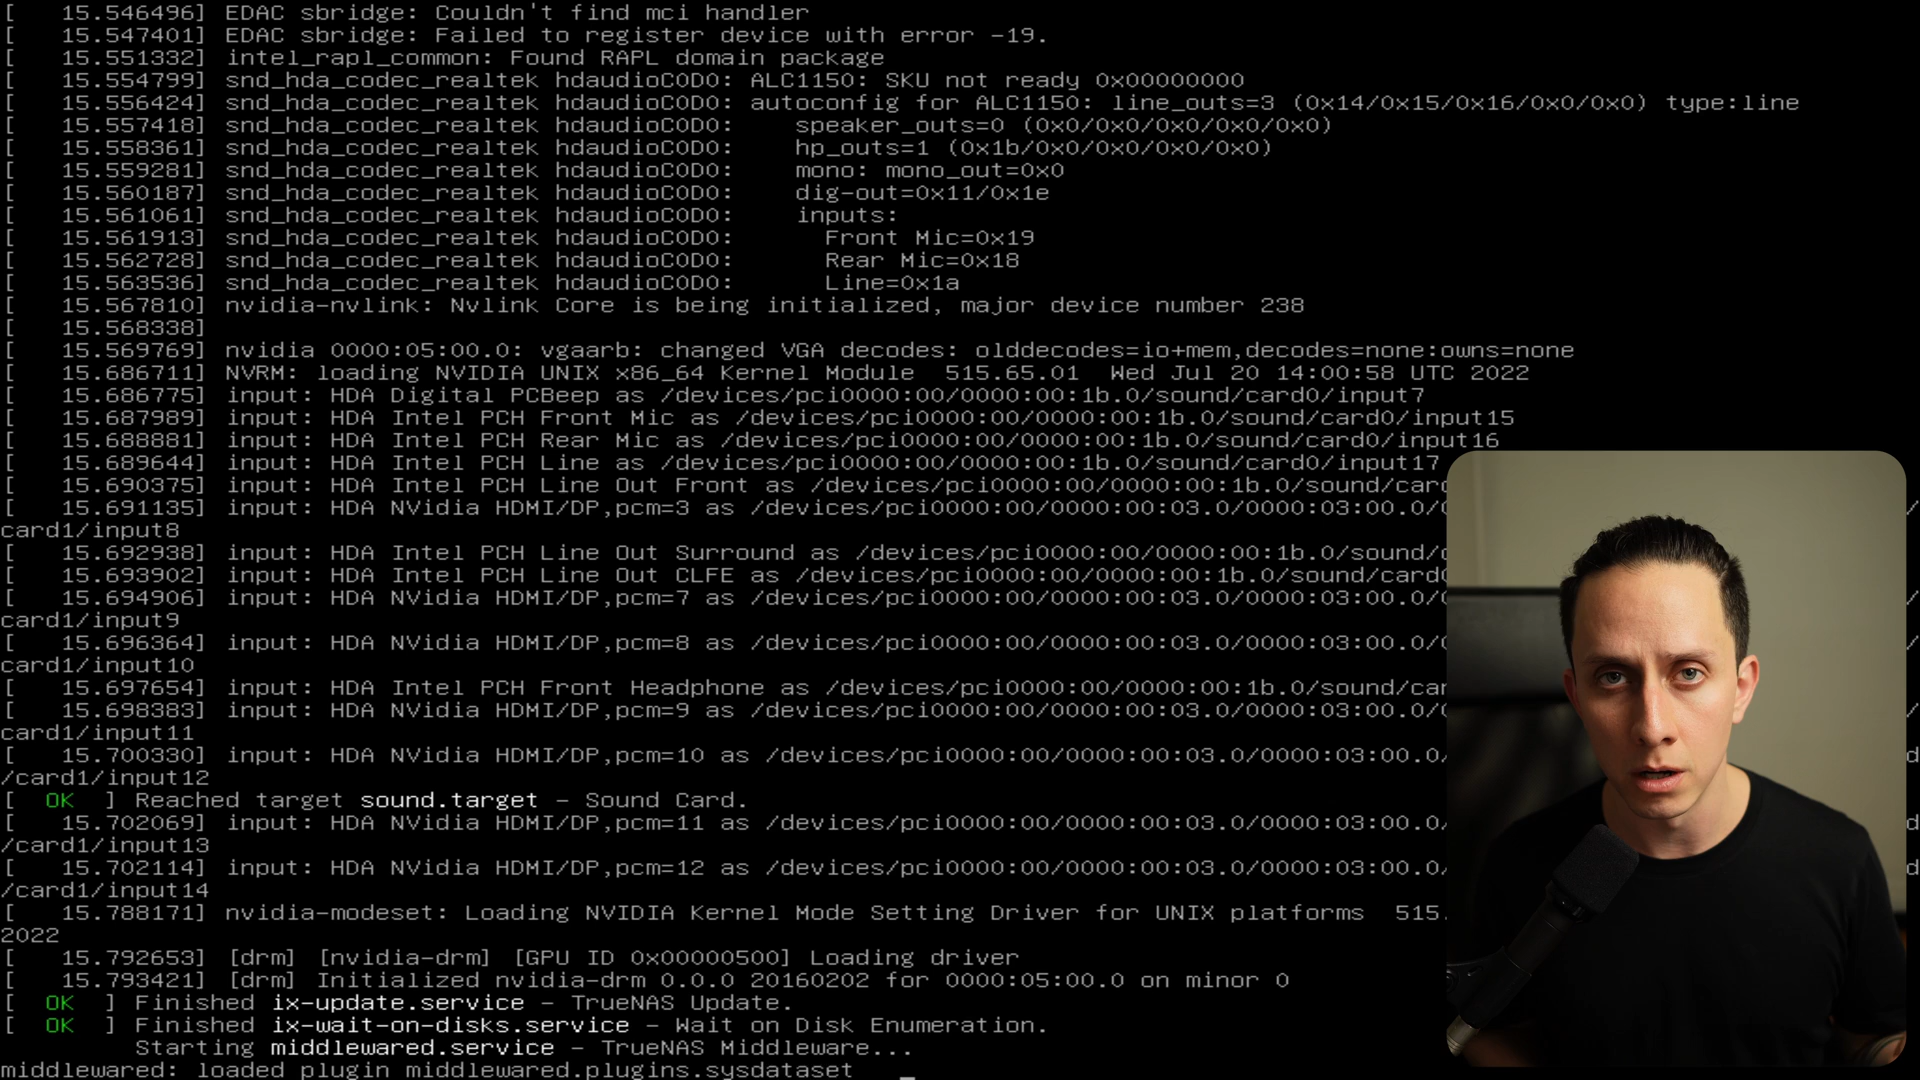 [   15.546496] EDAC sbridge: Couldn't find mci handler
[   15.547401] EDAC sbridge: Failed to register device with error -19.
[   15.551332] intel_rapl_common: Found RAPL domain package
[   15.554799] snd_hda_codec_realtek hdaudioC0D0: ALC1150: SKU not ready 0x00000000
[   15.556424] snd_hda_codec_realtek hdaudioC0D0: autoconfig for ALC1150: line_outs=3 (0x14/0x15/0x16/0x0/0x0) type:line
[   15.557418] snd_hda_codec_realtek hdaudioC0D0:    speaker_outs=0 (0x0/0x0/0x0/0x0/0x0)
[   15.558361] snd_hda_codec_realtek hdaudioC0D0:    hp_outs=1 (0x1b/0x0/0x0/0x0/0x0)
[   15.559281] snd_hda_codec_realtek hdaudioC0D0:    mono: mono_out=0x0
[   15.560187] snd_hda_codec_realtek hdaudioC0D0:    dig-out=0x11/0x1e
[   15.561061] snd_hda_codec_realtek hdaudioC0D0:    inputs:
[   15.561913] snd_hda_codec_realtek hdaudioC0D0:      Front Mic=0x19
[   15.562728] snd_hda_codec_realtek hdaudioC0D0:      Rear Mic=0x18
[   15.563536] snd_hda_codec_realtek hdaudioC0D0:      Line=0x1a
[   15.567810] nvidia-nvlink: Nvlink Core is being initialized, major device number 238
[   15.568338]
[   15.569769] nvidia 0000:05:00.0: vgaarb: changed VGA decodes: olddecodes=io+mem,decodes=none:owns=none
[   15.686711] NVRM: loading NVIDIA UNIX x86_64 Kernel Module  515.65.01  Wed Jul 20 14:00:58 UTC 2022
[   15.686775] input: HDA Digital PCBeep as /devices/pci0000:00/0000:00:1b.0/sound/card0/input7
[   15.687989] input: HDA Intel PCH Front Mic as /devices/pci0000:00/0000:00:1b.0/sound/card0/input15
[   15.688881] input: HDA Intel PCH Rear Mic as /devices/pci0000:00/0000:00:1b.0/sound/card0/input16
[   15.689644] input: HDA Intel PCH Line as /devices/pci0000:00/0000:00:1b.0/sound/card0/input17
[   15.690375] input: HDA Intel PCH Line Out Front as /devices/pci0000:00/0000:00:1b.0/sound/car
[   15.691135] input: HDA NVidia HDMI/DP,pcm=3 as /devices/pci0000:00/0000:00:03.0/0000:03:00.0/
card1/input8
[   15.692938] input: HDA Intel PCH Line Out Surround as /devices/pci0000:00/0000:00:1b.0/sound/
[   15.693902] input: HDA Intel PCH Line Out CLFE as /devices/pci0000:00/0000:00:1b.0/sound/card
[   15.694906] input: HDA NVidia HDMI/DP,pcm=7 as /devices/pci0000:00/0000:00:03.0/0000:03:00.0/
card1/input9
[   15.696364] input: HDA NVidia HDMI/DP,pcm=8 as /devices/pci0000:00/0000:00:03.0/0000:03:00.0/
card1/input10
[   15.697654] input: HDA Intel PCH Front Headphone as /devices/pci0000:00/0000:00:1b.0/sound/car
[   15.698383] input: HDA NVidia HDMI/DP,pcm=9 as /devices/pci0000:00/0000:00:03.0/0000:03:00.0/
card1/input11
[   15.700330] input: HDA NVidia HDMI/DP,pcm=10 as /devices/pci0000:00/0000:00:03.0/0000:03:00.0/
/card1/input12
[  OK  ] Reached target sound.target - Sound Card.
[   15.702069] input: HDA NVidia HDMI/DP,pcm=11 as /devices/pci0000:00/0000:00:03.0/0000:03:00.0/
/card1/input13
[   15.702114] input: HDA NVidia HDMI/DP,pcm=12 as /devices/pci0000:00/0000:00:03.0/0000:03:00.0/
/card1/input14
[   15.788171] nvidia-modeset: Loading NVIDIA Kernel Mode Setting Driver for UNIX platforms  515.
2022
[   15.792653] [drm] [nvidia-drm] [GPU ID 0x00000500] Loading driver
[   15.793421] [drm] Initialized nvidia-drm 0.0.0 20160202 for 0000:05:00.0 on minor 0
[  OK  ] Finished ix-update.service - TrueNAS Update.
[  OK  ] Finished ix-wait-on-disks.service - Wait on Disk Enumeration.
         Starting middlewared.service - TrueNAS Middleware...
middlewared: loaded plugin middlewared.plugins.sysdataset   _